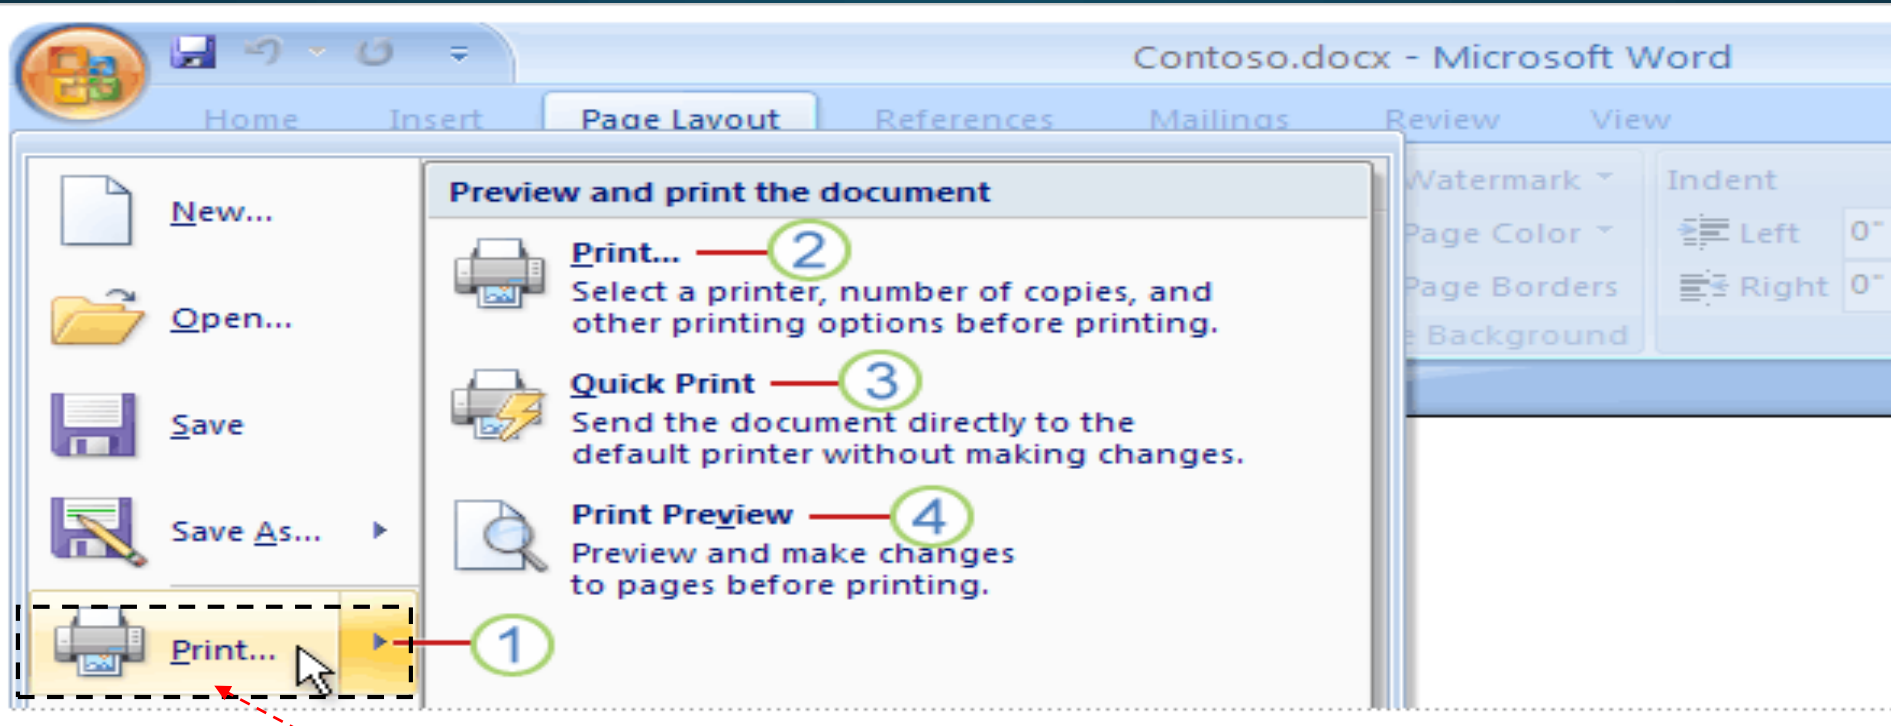 Contoso.docx - Microsoft Word
Home Insert Page Layout References Mailings Review View
New...
Open...
Save
Save As...
Print...
1
Preview and print the document
Print... 2
Select a printer, number of copies, and
other printing options before printing.
Quick Print 3
Send the document directly to the
default printer without making changes.
Print Preview 4
Preview and make changes
to pages before printing.
Watermark
Page Color
Page Borders
Background
Indent
Left 0"
Right 0"